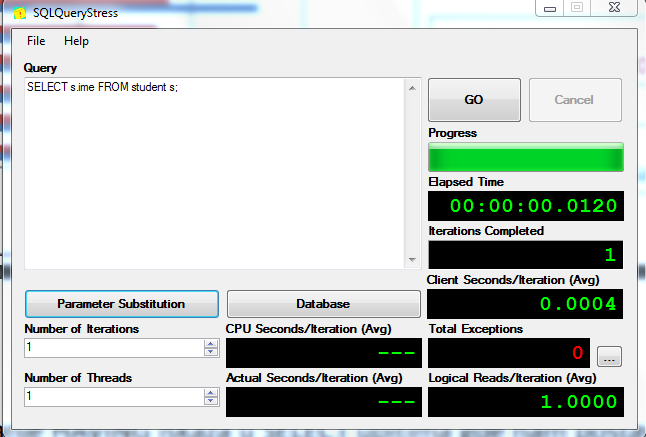 SQLQueryStress
File Help
Query
SELECT s.ime FROM student s;
GO
Cancel
Progress
Elapsed Time
00:00:00.0120
Iterations Completed
1
Client Seconds/Iteration (Avg)
0.0004
Parameter Substitution
Database
Number of Iterations
1
CPU Seconds/Iteration (Avg)
---
Total Exceptions
0
...
Number of Threads
1
Actual Seconds/Iteration (Avg)
---
Logical Reads/Iteration (Avg)
1.0000